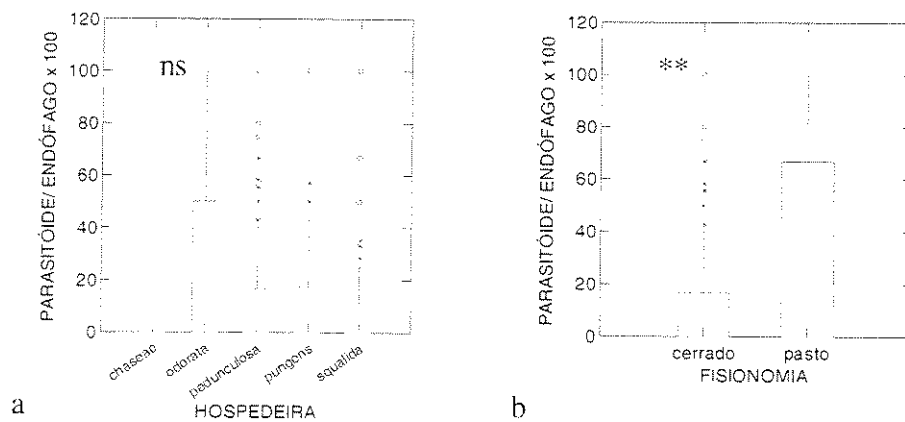 PARASITÓIDE/ ENDÓFAGO x 100
120
100
80
60
40
20
0
ns
chaseae
odorata
pedunculosa
pungens
squalida
HOSPEDEIRA
a
PARASITÓIDE/ ENDÓFAGO x 100
120
100
80
60
40
20
0
**
cerrado pasto
FISIONOMIA
b